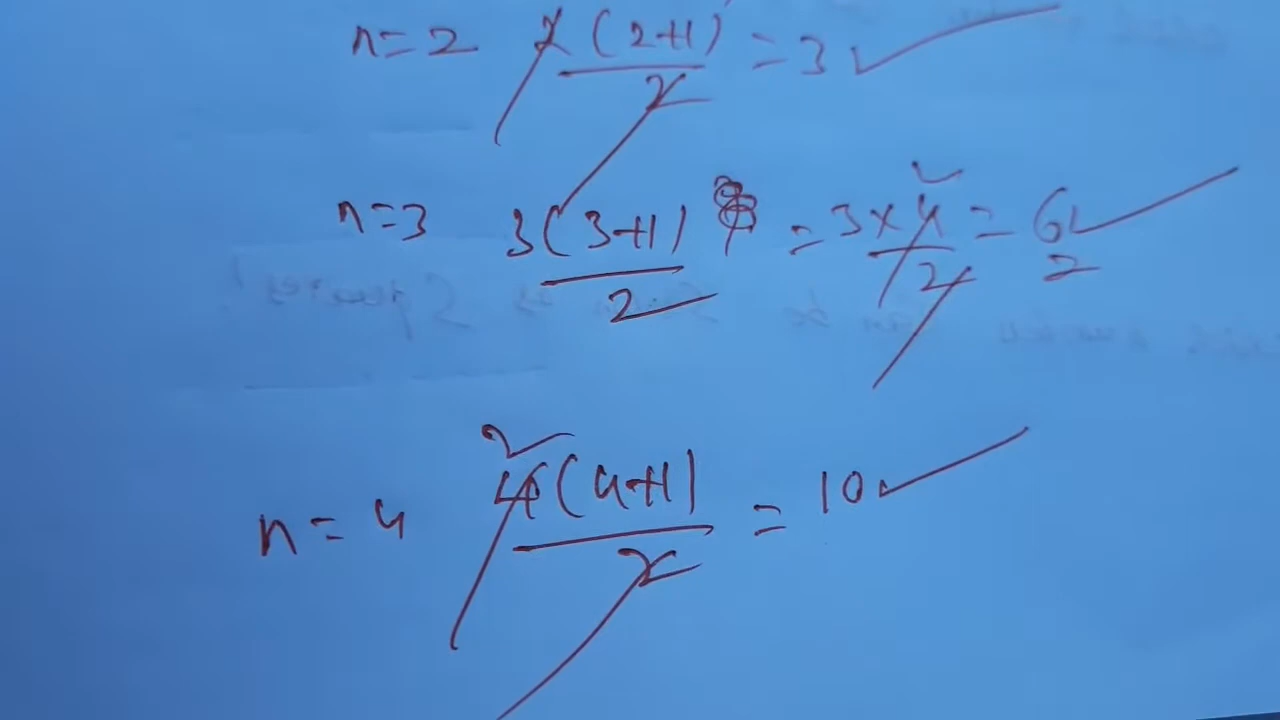 n=2 2(2+1)/2 = 3
n=3 3(3+1)/2 = 3×4/2 = 6
n=4 4(4+1)/2 = 10